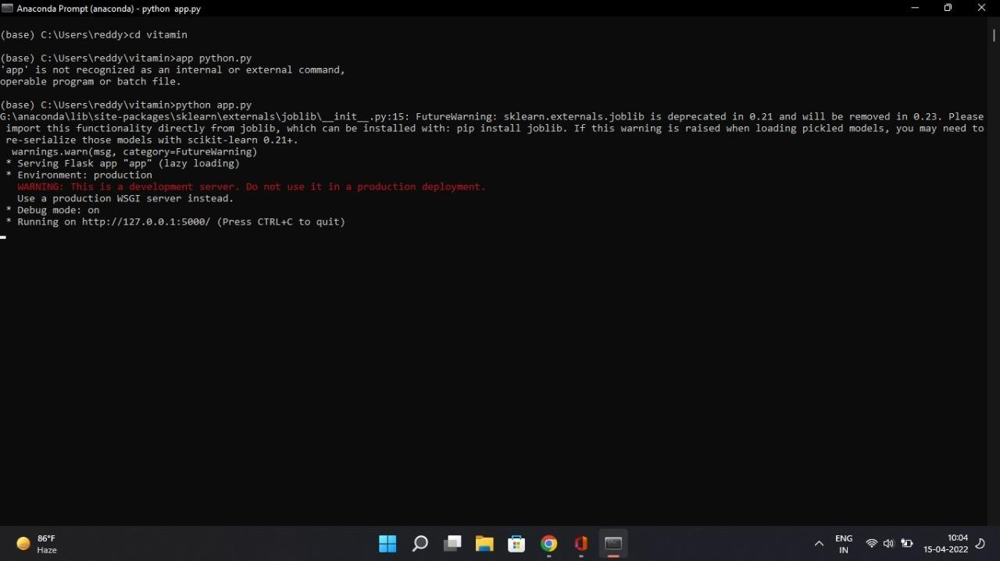 Anaconda Prompt (anaconda) - python  app.py
(base) C:\Users\reddy>cd vitamin
(base) C:\Users\reddy\vitamin>app python.py
'app' is not recognized as an internal or external command,
operable program or batch file.
(base) C:\Users\reddy\vitamin>python app.py
G:\anaconda\lib\site-packages\sklearn\externals\joblib\__init__.py:15: FutureWarning: sklearn.externals.joblib is deprecated in 0.21 and will be removed in 0.23. Please
import this functionality directly from joblib, which can be installed with: pip install joblib. If this warning is raised when loading pickled models, you may need to
re-serialize those models with scikit-learn 0.21+.
warnings.warn(msg, category=FutureWarning)
* Serving Flask app "app" (lazy loading)
* Environment: production
WARNING: This is a development server. Do not use it in a production deployment.
Use a production WSGI server instead.
* Debug mode: on
* Running on http://127.0.0.1:5000/ (Press CTRL+C to quit)
86°F
Haze
ENG
IN
10:04
15-04-2022